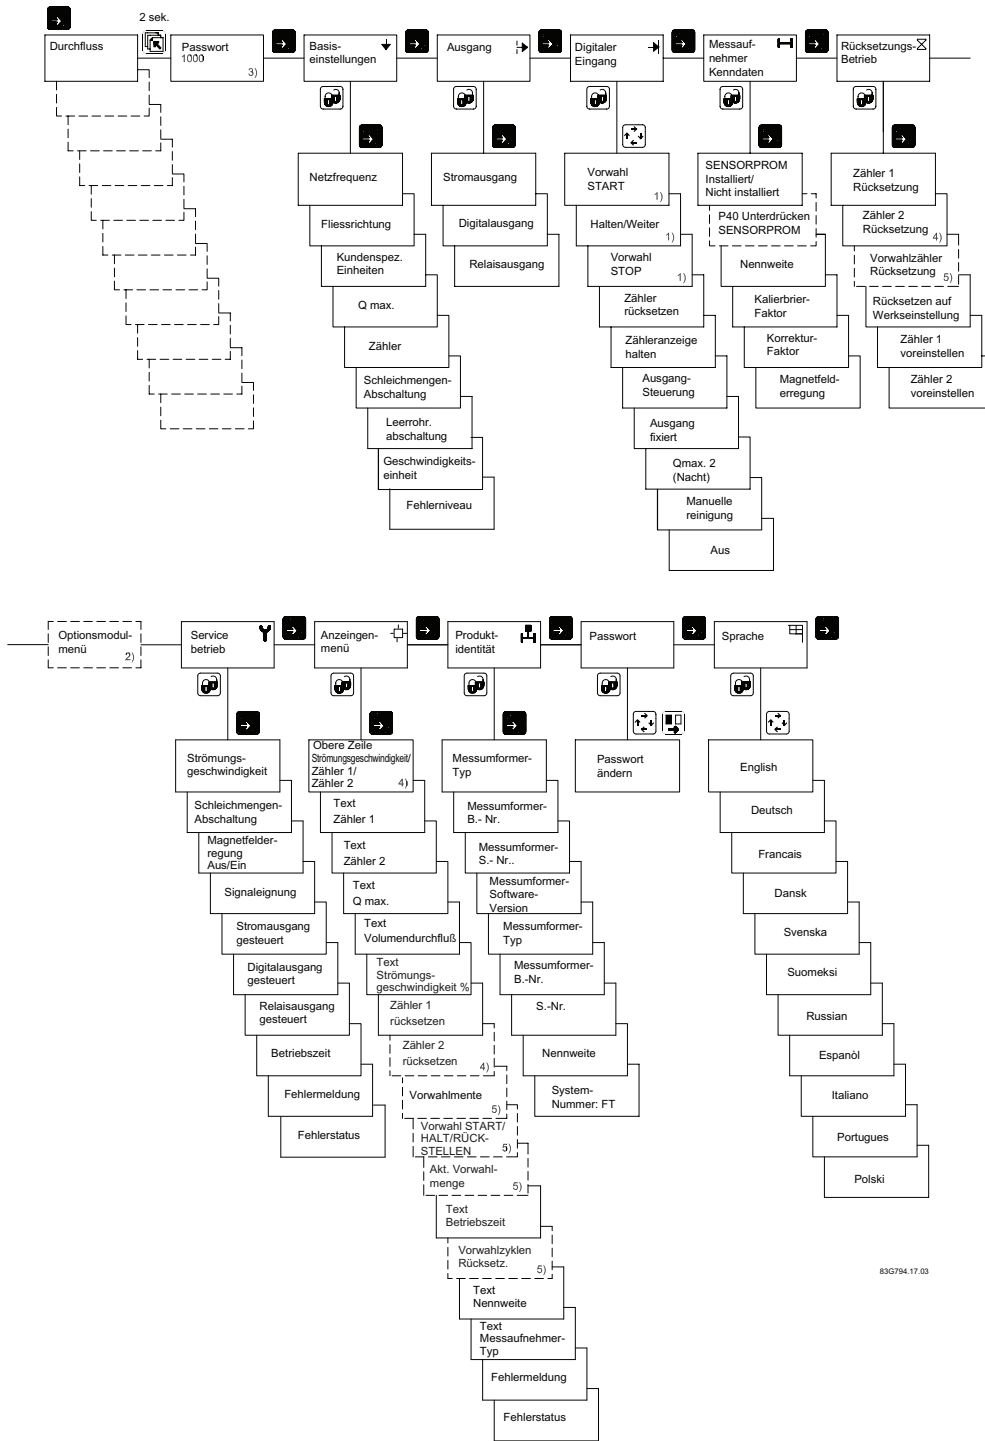 2 sek.
Durchfluss
Passwort
1000
3)
Basis-
einstellungen
Ausgang
Digitaler
Eingang
Messauf-
nehmer
Kenndaten
Rücksetzungs-
Betrieb
Netzfrequenz
Fliessrichtung
Kundenspez.
Einheiten
Q max.
Zähler
Schleichmengen-
Abschaltung
Leerrohr.
abschaltung
Geschwindigkeits-
einheit
Fehlerniveau
Stromausgang
Digitalausgang
Relaisausgang
Vorwahl
START
1)
Halten/Weiter
1)
Vorwahl
STOP
1)
Zähler
rücksetzen
Zähleranzeige
halten
Ausgang-
Steuerung
Ausgang
fixiert
Qmax. 2
(Nacht)
Manuelle
reinigung
Aus
SENSORPROM
Installiert/
Nicht installiert
P40 Unterdrücken
SENSORPROM
Nennweite
Kalierbrier-
Faktor
Korrektur-
Faktor
Magnetfeld-
erregung
Zähler 1
Rücksetzung
Zähler 2
Rücksetzung
4)
Vorwahlzähler
Rücksetzung
5)
Rücksetzen auf
Werkseinstellung
Zähler 1
voreinstellen
Zähler 2
voreinstellen
Optionsmodul-
menü
2)
Service
betrieb
Anzeingen-
menü
Produkt-
identität
Passwort
Sprache
Strömungs-
geschwindigkeit
Schleichmengen-
Abschaltung
Magnetfelder-
regung
Aus/Ein
Signaleignung
Stromausgang
gesteuert
Digitalausgang
gesteuert
Relaisausgang
gesteuert
Betriebszeit
Fehlermeldung
Fehlerstatus
Obere Zeile
Strömungsgeschwindigkeit/
Zähler 1/
Zähler 2
4)
Text
Zähler 1
Text
Zähler 2
Text
Q max.
Text
Volumendurchfluß
Text
Strömungs-
geschwindigkeit %
Zähler 1
rücksetzen
Zähler 2
rücksetzen
4)
Vorwahlmente
5)
Vorwahl START/
HALT/RÜCK-
STELLEN
5)
Akt. Vorwahl-
menge
5)
Text
Betriebszeit
Vorwahlzyklen
Rücksetz.
5)
Text
Nennweite
Text
Messaufnehmer-
Typ
Fehlermeldung
Fehlerstatus
Messumformer-
Typ
Messumformer-
B.- Nr.
Messumformer-
S.- Nr..
Messumformer-
Software-
Version
Messumformer-
Typ
Messumformer-
B.-Nr.
S.-Nr.
Nennweite
System-
Nummer: FT
Passwort
ändern
English
Deutsch
Francais
Dansk
Svenska
Suomeksi
Russian
Espanòl
Italiano
Portugues
Polski
83G794.17.03